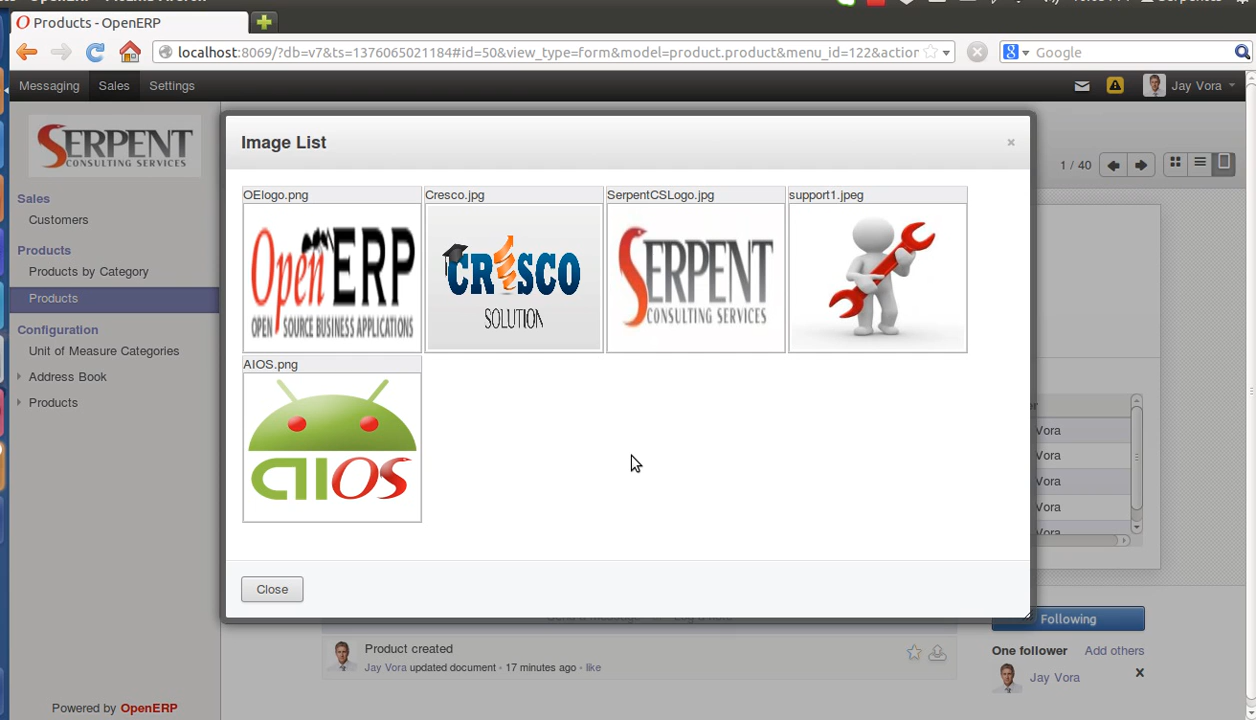 Products - OpenERP
localhost:8069/?db=v7&ts=1376065021184#id=50&view_type=form&model=product.product&menu_id=122&action
Google
Messaging
Sales
Settings
Jay Vora
SERPENT
CONSULTING SERVICES
Sales
Customers
Products
Products by Category
Products
Configuration
Unit of Measure Categories
Address Book
Products
Powered by OpenERP
Image List
×
1 / 40
OElogo.png
Cresco.jpg
SerpentCSLogo.jpg
support1.jpeg
OpenERP
OPEN SOURCE BUSINESS APPLICATIONS
CRESCO
SOLUTION
SERPENT
CONSULTING SERVICES
AIOS.png
aiOS
Close
Vora
Vora
Vora
Vora
Vora
Product created
Jay Vora updated document - 17 minutes ago - like
Following
One follower
Add others
Jay Vora
x